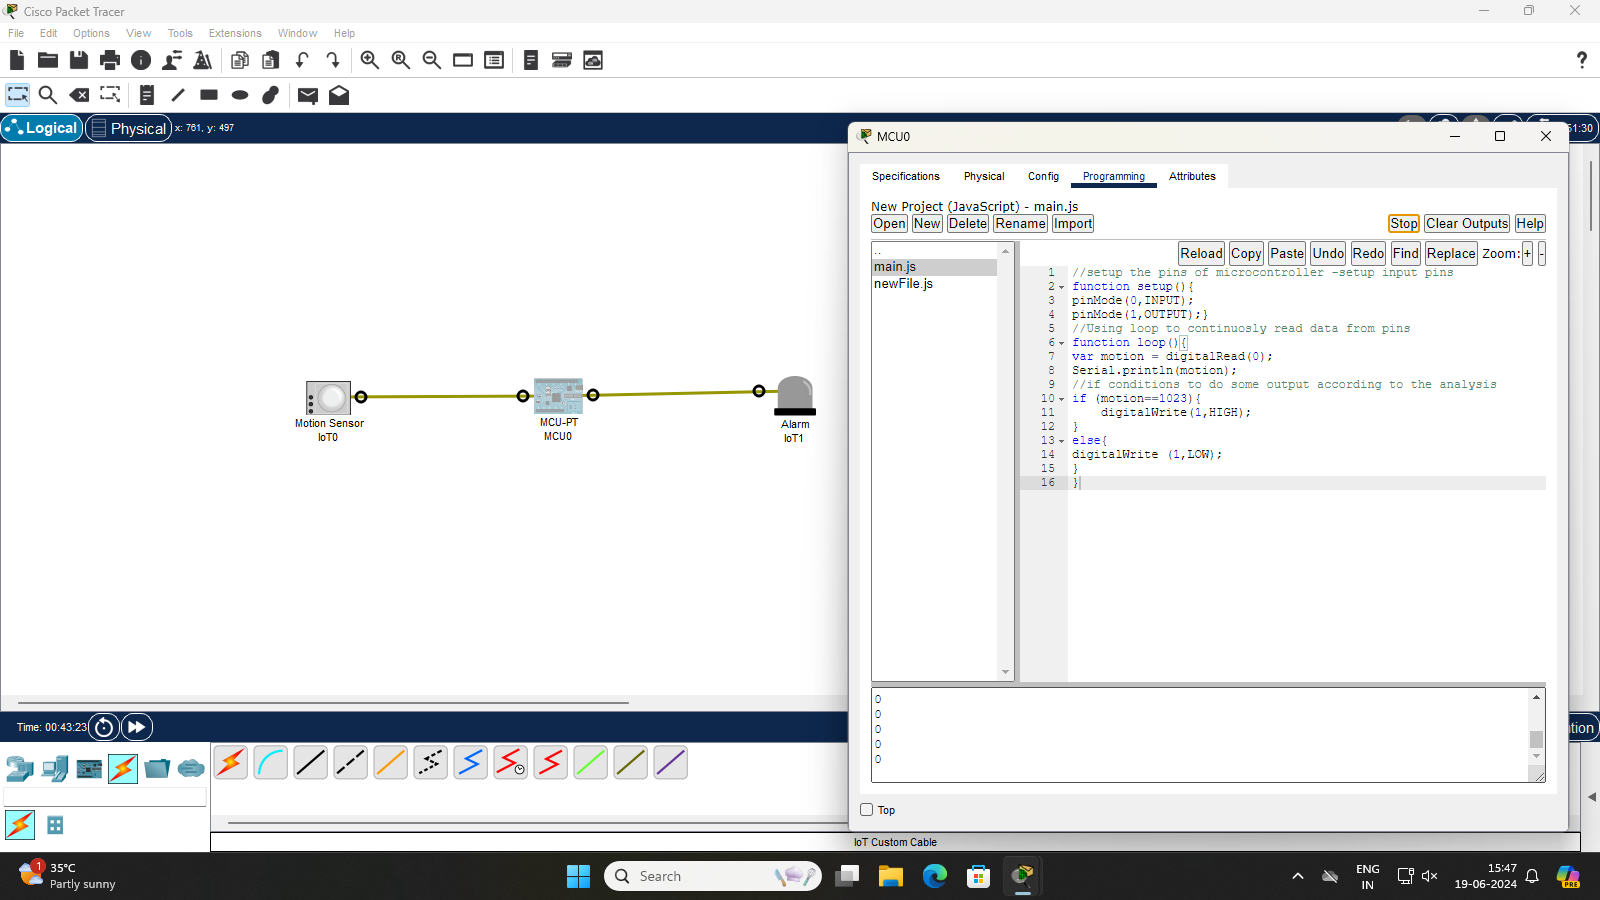 Cisco Packet Tracer
File Edit Options View Tools Extensions Window Help
Logical Physical x: 761, y: 497
51:30
MCU0
Specifications Physical Config Programming Attributes
New Project (JavaScript) - main.js
Open New Delete Rename Import Stop Clear Outputs Help
..
main.js
newFile.js
Reload Copy Paste Undo Redo Find Replace Zoom: + -
1 //setup the pins of microcontroller -setup input pins
2 function setup(){
3 pinMode(0,INPUT);
4 pinMode(1,OUTPUT);}
5 //Using loop to continuosly read data from pins
6 function loop(){
7 var motion = digitalRead(0);
8 Serial.println(motion);
9 //if conditions to do some output according to the analysis
10 if (motion==1023){
11 digitalWrite(1,HIGH);
12 }
13 else{
14 digitalWrite (1,LOW);
15 }
16 }
Motion Sensor
IoT0
MCU-PT
MCU0
Alarm
IoT1
0
0
0
0
0
Top
Time: 00:43:23
tion
IoT Custom Cable
1
35°C
Partly sunny
Search
ENG
IN
15:47
19-06-2024
PRE